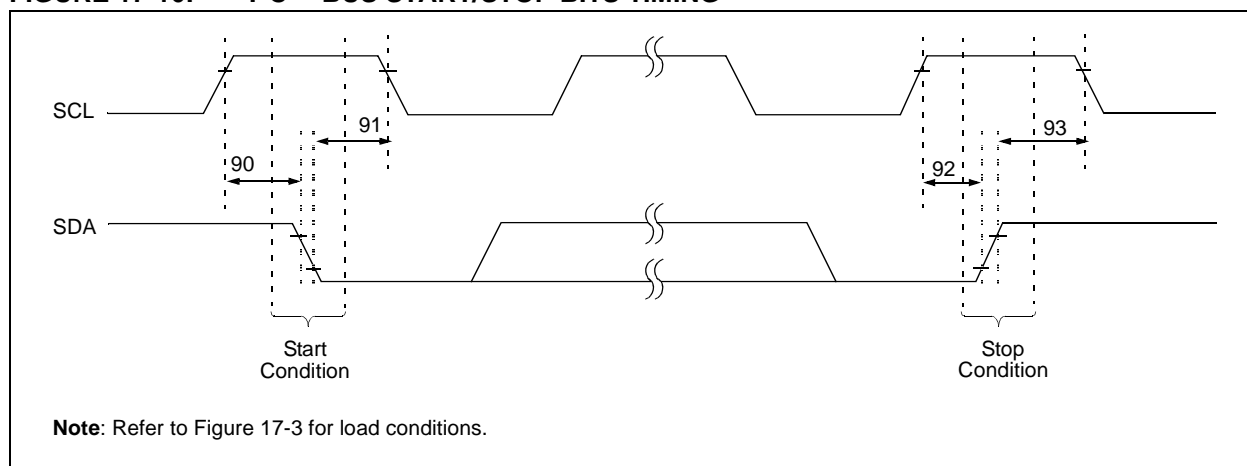 SCL
91
93
90
92
SDA
Start
Condition
Stop
Condition
Note: Refer to Figure 17-3 for load conditions.